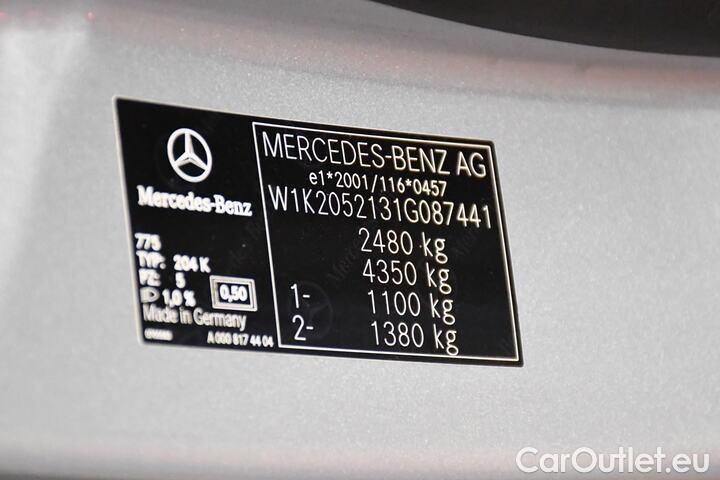 MERCEDES-BENZ AG
e1*2001/116*0457
W1K2052131G087441
2480 kg
4350 kg
1- 1100 kg
2- 1380 kg
Mercedes-Benz
775
TYP: 204 K
PZ: 5
1,0 % 0,50
Made in Germany
A 000 817 44 04
CarOutlet.eu